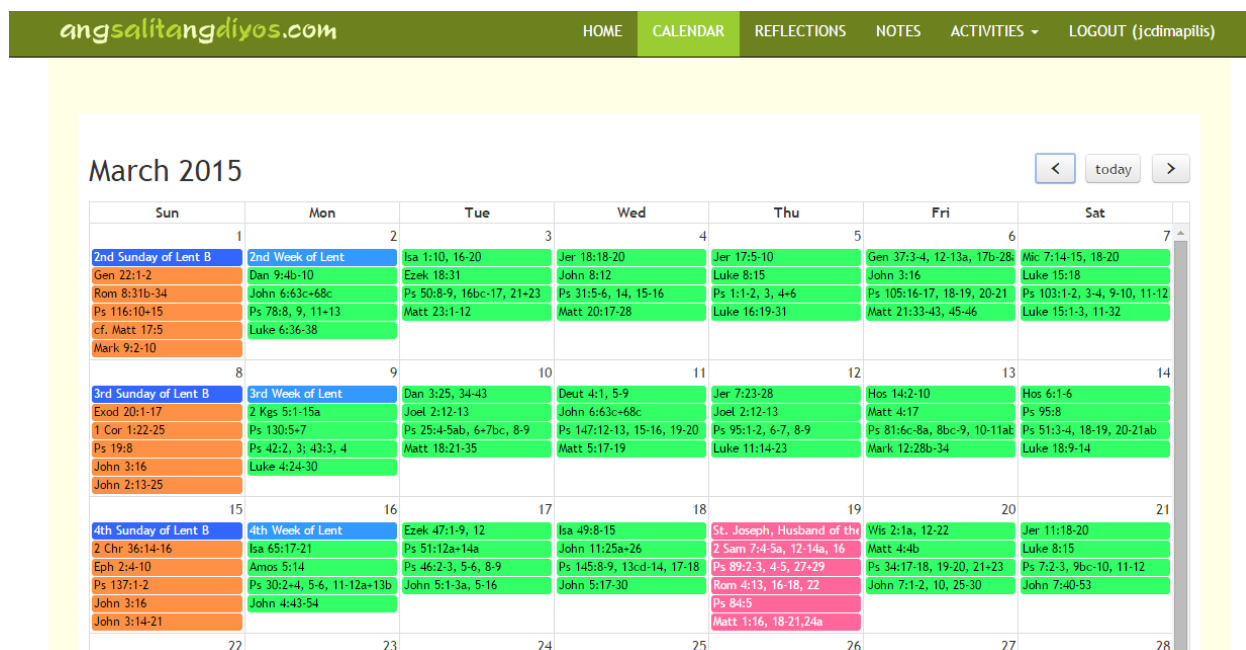 angsalitangdiyos.com
HOME CALENDAR REFLECTIONS NOTES ACTIVITIES LOGOUT (jcdimapilis)
March 2015
< today >
Sun Mon Tue Wed Thu Fri Sat
1 2 3 4 5 6 7
2nd Sunday of Lent B 2nd Week of Lent Isa 1:10, 16-20 Jer 18:18-20 Jer 17:5-10 Gen 37:3-4, 12-13a, 17b-28a Mic 7:14-15, 18-20
Gen 22:1-2 Dan 9:4b-10 Ezek 18:31 John 8:12 Luke 8:15 John 3:16 Luke 15:18
Rom 8:31b-34 John 6:63c+68c Ps 50:8-9, 16bc-17, 21+23 Ps 31:5-6, 14, 15-16 Ps 1:1-2, 3, 4+6 Ps 105:16-17, 18-19, 20-21 Ps 103:1-2, 3-4, 9-10, 11-12
Ps 116:10+15 Ps 78:8, 9, 11+13 Matt 23:1-12 Matt 20:17-28 Luke 16:19-31 Matt 21:33-43, 45-46 Luke 15:1-3, 11-32
cf. Matt 17:5 Luke 6:36-38
Mark 9:2-10
8 9 10 11 12 13 14
3rd Sunday of Lent B 3rd Week of Lent Dan 3:25, 34-43 Deut 4:1, 5-9 Jer 7:23-28 Hos 14:2-10 Hos 6:1-6
Exod 20:1-17 2 Kgs 5:1-15a Joel 2:12-13 John 6:63c+68c Joel 2:12-13 Matt 4:17 Ps 95:8
1 Cor 1:22-25 Ps 130:5+7 Ps 25:4-5ab, 6+7bc, 8-9 Ps 147:12-13, 15-16, 19-20 Ps 95:1-2, 6-7, 8-9 Ps 81:6c-8a, 8bc-9, 10-11ab Ps 51:3-4, 18-19, 20-21ab
Ps 19:8 Ps 42:2, 3; 43:3, 4 Matt 18:21-35 Matt 5:17-19 Luke 11:14-23 Mark 12:28b-34 Luke 18:9-14
John 3:16 Luke 4:24-30
John 2:13-25
15 16 17 18 19 20 21
4th Sunday of Lent B 4th Week of Lent Ezek 47:1-9, 12 Isa 49:8-15 St. Joseph, Husband of the Wis 2:1a, 12-22 Jer 11:18-20
2 Chr 36:14-16 Isa 65:17-21 Ps 51:12a+14a John 11:25a+26 2 Sam 7:4-5a, 12-14a, 16 Matt 4:4b Luke 8:15
Eph 2:4-10 Amos 5:14 Ps 46:2-3, 5-6, 8-9 Ps 145:8-9, 13cd-14, 17-18 Ps 89:2-3, 4-5, 27+29 Ps 34:17-18, 19-20, 21+23 Ps 7:2-3, 9bc-10, 11-12
Ps 137:1-2 Ps 30:2+4, 5-6, 11-12a+13b John 5:1-3a, 5-16 John 5:17-30 Rom 4:13, 16-18, 22 John 7:1-2, 10, 25-30 John 7:40-53
John 3:16 John 4:43-54 Ps 84:5
John 3:14-21 Matt 1:16, 18-21,24a
22 23 24 25 26 27 28